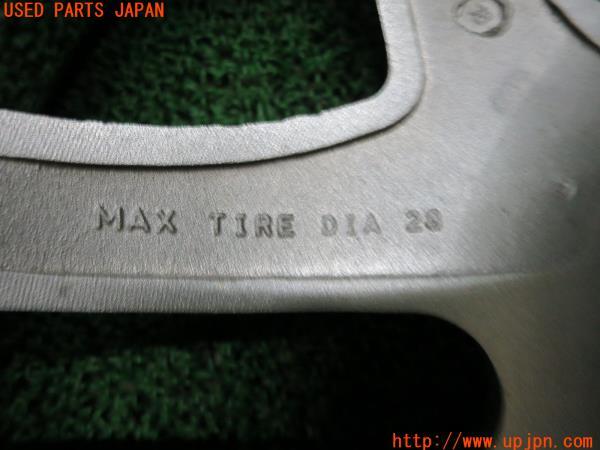 USED PARTS JAPAN
MAX TIRE DIA 28
http://www.upjpn.com